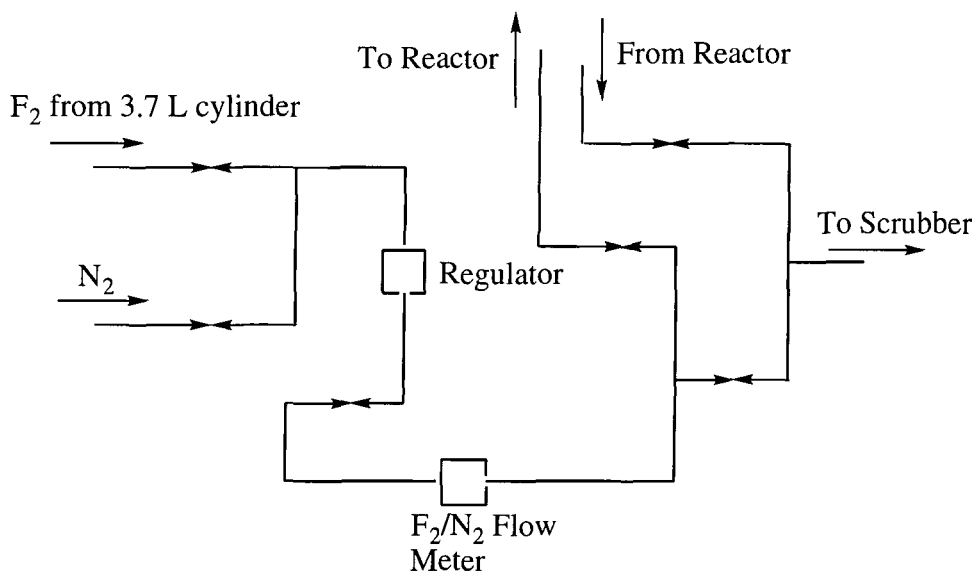 To Reactor
From Reactor
F₂ from 3.7 L cylinder
To Scrubber
N₂
Regulator
F₂/N₂ Flow
Meter